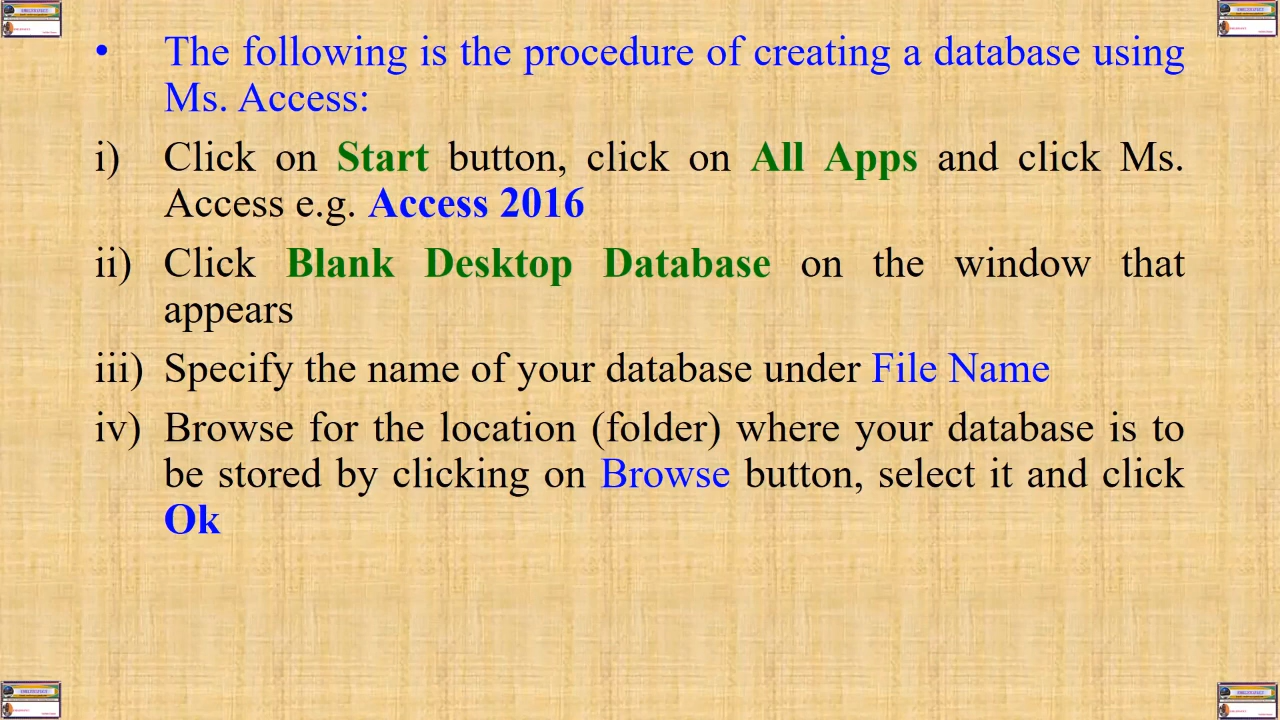 • The following is the procedure of creating a database using
Ms. Access:
i) Click on Start button, click on All Apps and click Ms.
Access e.g. Access 2016
ii) Click Blank Desktop Database on the window that
appears
iii) Specify the name of your database under File Name
iv) Browse for the location (folder) where your database is to
be stored by clicking on Browse button, select it and click
Ok